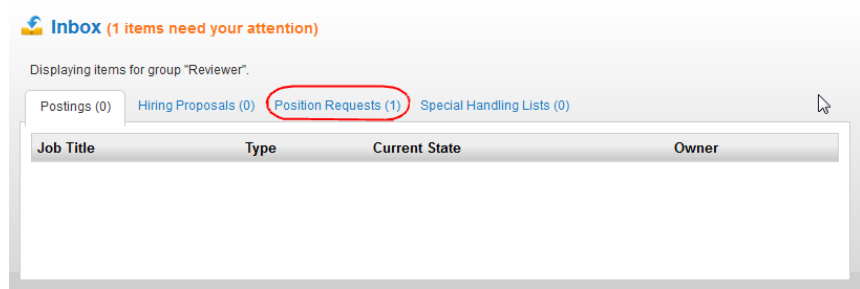 Inbox (1 items need your attention)
Displaying items for group "Reviewer".
Postings (0) Hiring Proposals (0) Position Requests (1) Special Handling Lists (0)
Job Title Type Current State Owner